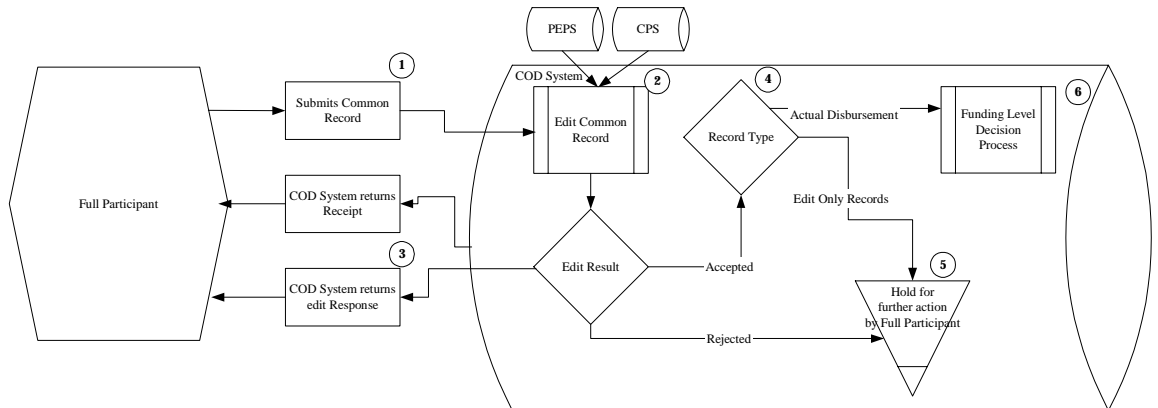 PEPS
CPS
1
COD System
2
4
6
Submits Common
Record
Edit Common
Record
Record Type
Actual Disbursement
Funding Level
Decision
Process
Full Participant
COD System returns
Receipt
Edit Only Records
3
COD System returns
edit Response
Edit Result
Accepted
5
Hold for
further action
by Full Participant
Rejected